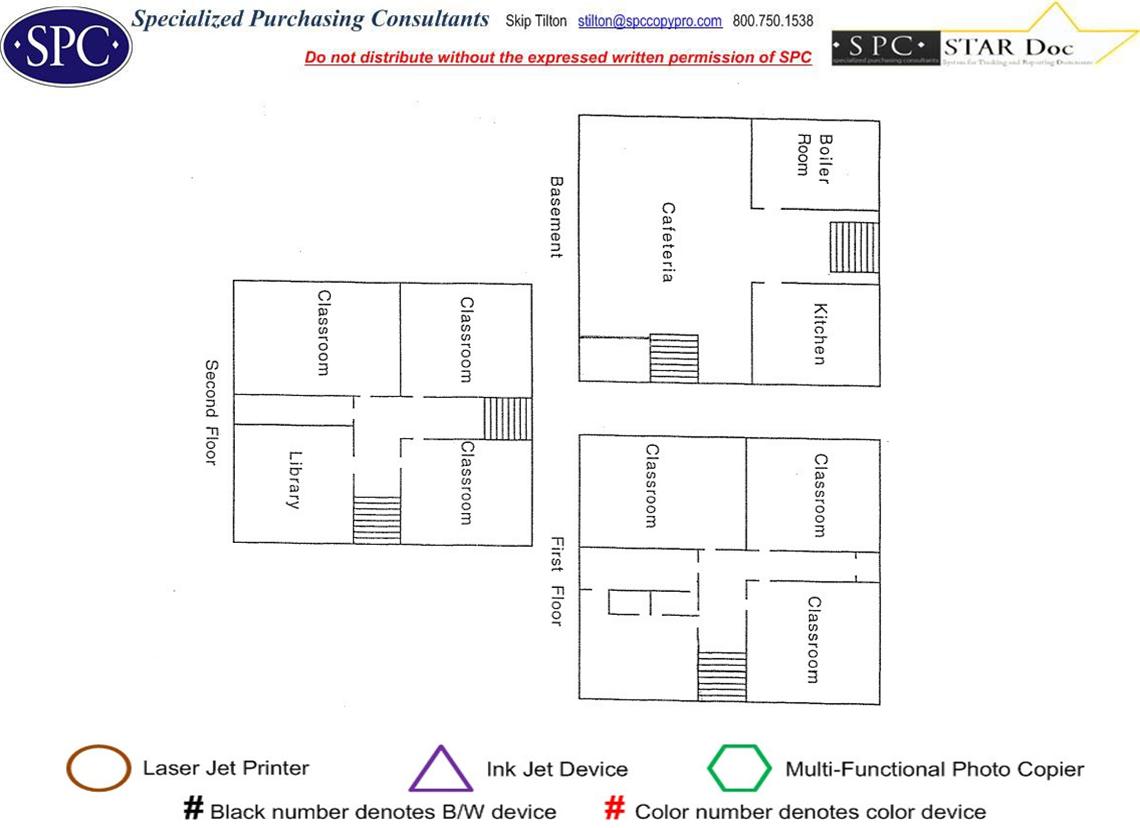 SPC
Specialized Purchasing Consultants Skip Tilton stilton@spccopypro.com 800.750.1538
Do not distribute without the expressed written permission of SPC
· S P C · STAR Doc
specialized purchasing consultants System for Tracking and Reporting Documents
Boiler
Room
Cafeteria
Kitchen
Basement
Classroom
Classroom
Classroom
Library
Second Floor
Classroom
Classroom
Classroom
First Floor
Laser Jet Printer
Ink Jet Device
Multi-Functional Photo Copier
# Black number denotes B/W device
# Color number denotes color device